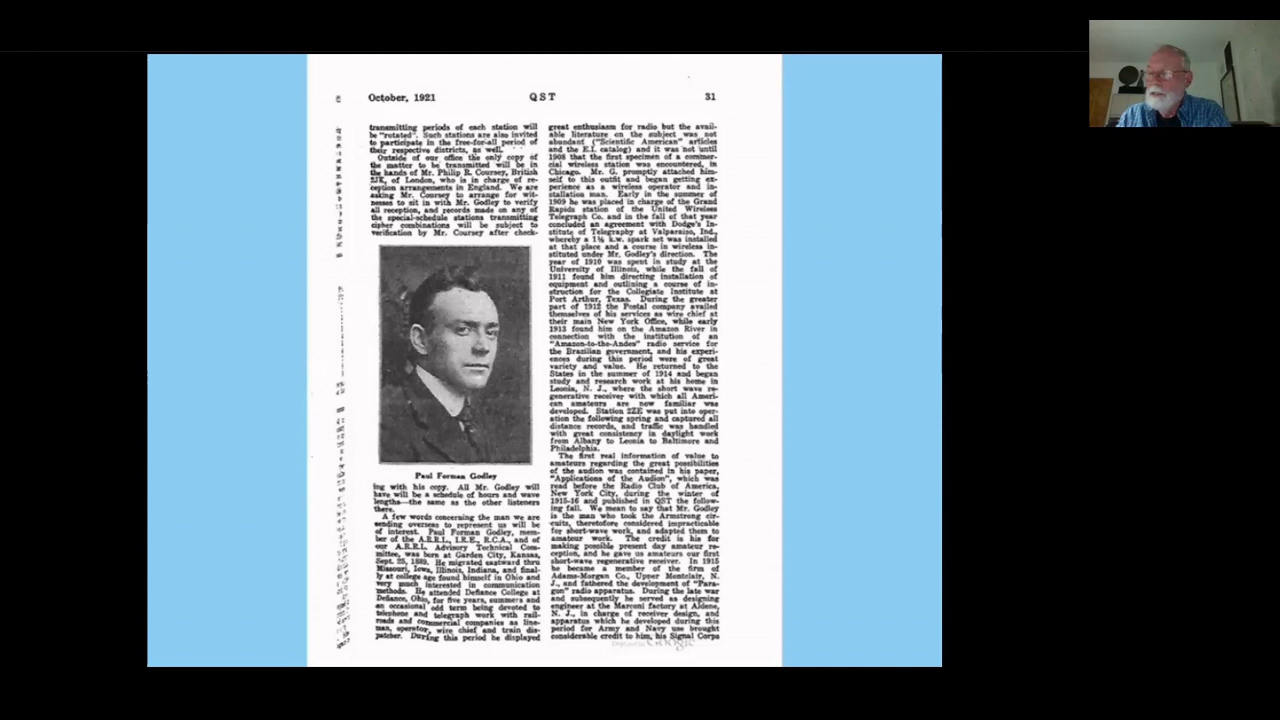 October, 1921
QST
31
transmitting periods of each station will
be "rotated". Such stations are also invited
to participate in the free-for-all period of
their respective districts, as well.
Outside of our office the only copy of
the matter to be transmitted will be in
the hands of Mr. Philip R. Coursey, British
2JK, of London, who is in charge of re-
ception arrangements in England. We are
asking Mr. Coursey to arrange for wit-
nesses to sit in with Mr. Godley to verify
all reception, and records made on any of
the special-schedule stations transmitting
cipher combinations will be subject to
verification by Mr. Coursey after check-
Paul Forman Godley
ing with his copy. All Mr. Godley will
have will be a schedule of hours and wave
lengths—the same as the other listeners
there.
A few words concerning the man we are
sending overseas to represent us will be
of interest. Paul Forman Godley, mem-
ber of the A.R.R.L., I.R.E., R.C.A., and of
our A.R.R.L. Advisory Technical Com-
mittee, was born at Garden City, Kansas,
Sept. 25, 1889. He migrated eastward thru
Missouri, Iowa, Illinois, Indiana, and final-
ly at college age found himself in Ohio and
very much interested in communication
methods. He attended Defiance College at
Defiance, Ohio, for five years, summers and
an occasional odd term being devoted to
telephone and telegraph work with rail-
roads and commercial companies as line-
man, operator, wire chief and train dis-
patcher. During this period he displayed
great enthusiasm for radio but the avail-
able literature on the subject was not
abundant ("Scientific American" articles
and the E.I. catalog) and it was not until
1908 that the first specimen of a commer-
cial wireless station was encountered, in
Chicago. Mr. G. promptly attached him-
self to this outfit and began getting ex-
perience as a wireless operator and in-
stallation man. Early in the summer of
1909 he was placed in charge of the Grand
Rapids station of the United Wireless
Telegraph Co. and in the fall of that year
concluded an agreement with Dodge's In-
stitute of Telegraphy at Valparaiso, Ind.,
whereby a 1½ k.w. spark set was installed
at that place and a course in wireless in-
stituted under Mr. Godley's direction. The
year of 1910 was spent in study at the
University of Illinois, while the fall of
1911 found him directing installation of
equipment and outlining a course of in-
struction for the Collegiate Institute at
Port Arthur, Texas. During the greater
part of 1912 the Postal company availed
themselves of his services as wire chief at
their main New York Office, while early
1913 found him on the Amazon River in
connection with the institution of an
"Amazon-to-the-Andes" radio service for
the Brazilian government, and his experi-
ences during this period were of great
variety and value. He returned to the
States in the summer of 1914 and began
study and research work at his home in
Leonia, N. J., where the short wave re-
generative receiver with which all Ameri-
can amateurs are now familiar was
developed. Station 2ZE was put into oper-
ation the following spring and captured all
distance records, and traffic was handled
with great consistency in daylight work
from Albany to Leonia to Baltimore and
Philadelphia.
The first real information of value to
amateurs regarding the great possibilities
of the audion was contained in his paper,
"Applications of the Audion", which was
read before the Radio Club of America,
New York City, during the winter of
1915-16 and published in QST the follow-
ing fall. We mean to say that Mr. Godley
is the man who took the Armstrong cir-
cuits, theretofore considered impracticable
for short-wave work, and adapted them to
amateur work. The credit is his for
making possible present day amateur re-
ception, and he gave us amateurs our first
short-wave regenerative receiver. In 1915
he became a member of the firm of
Adams-Morgan Co., Upper Montclair, N.
J., and fathered the development of "Para-
gon" radio apparatus. During the late war
and subsequently he served as designing
engineer at the Marconi factory at Aldene,
N. J., in charge of receiver design, and
apparatus which he developed during this
period for Army and Navy use brought
considerable credit to him, his Signal Corps